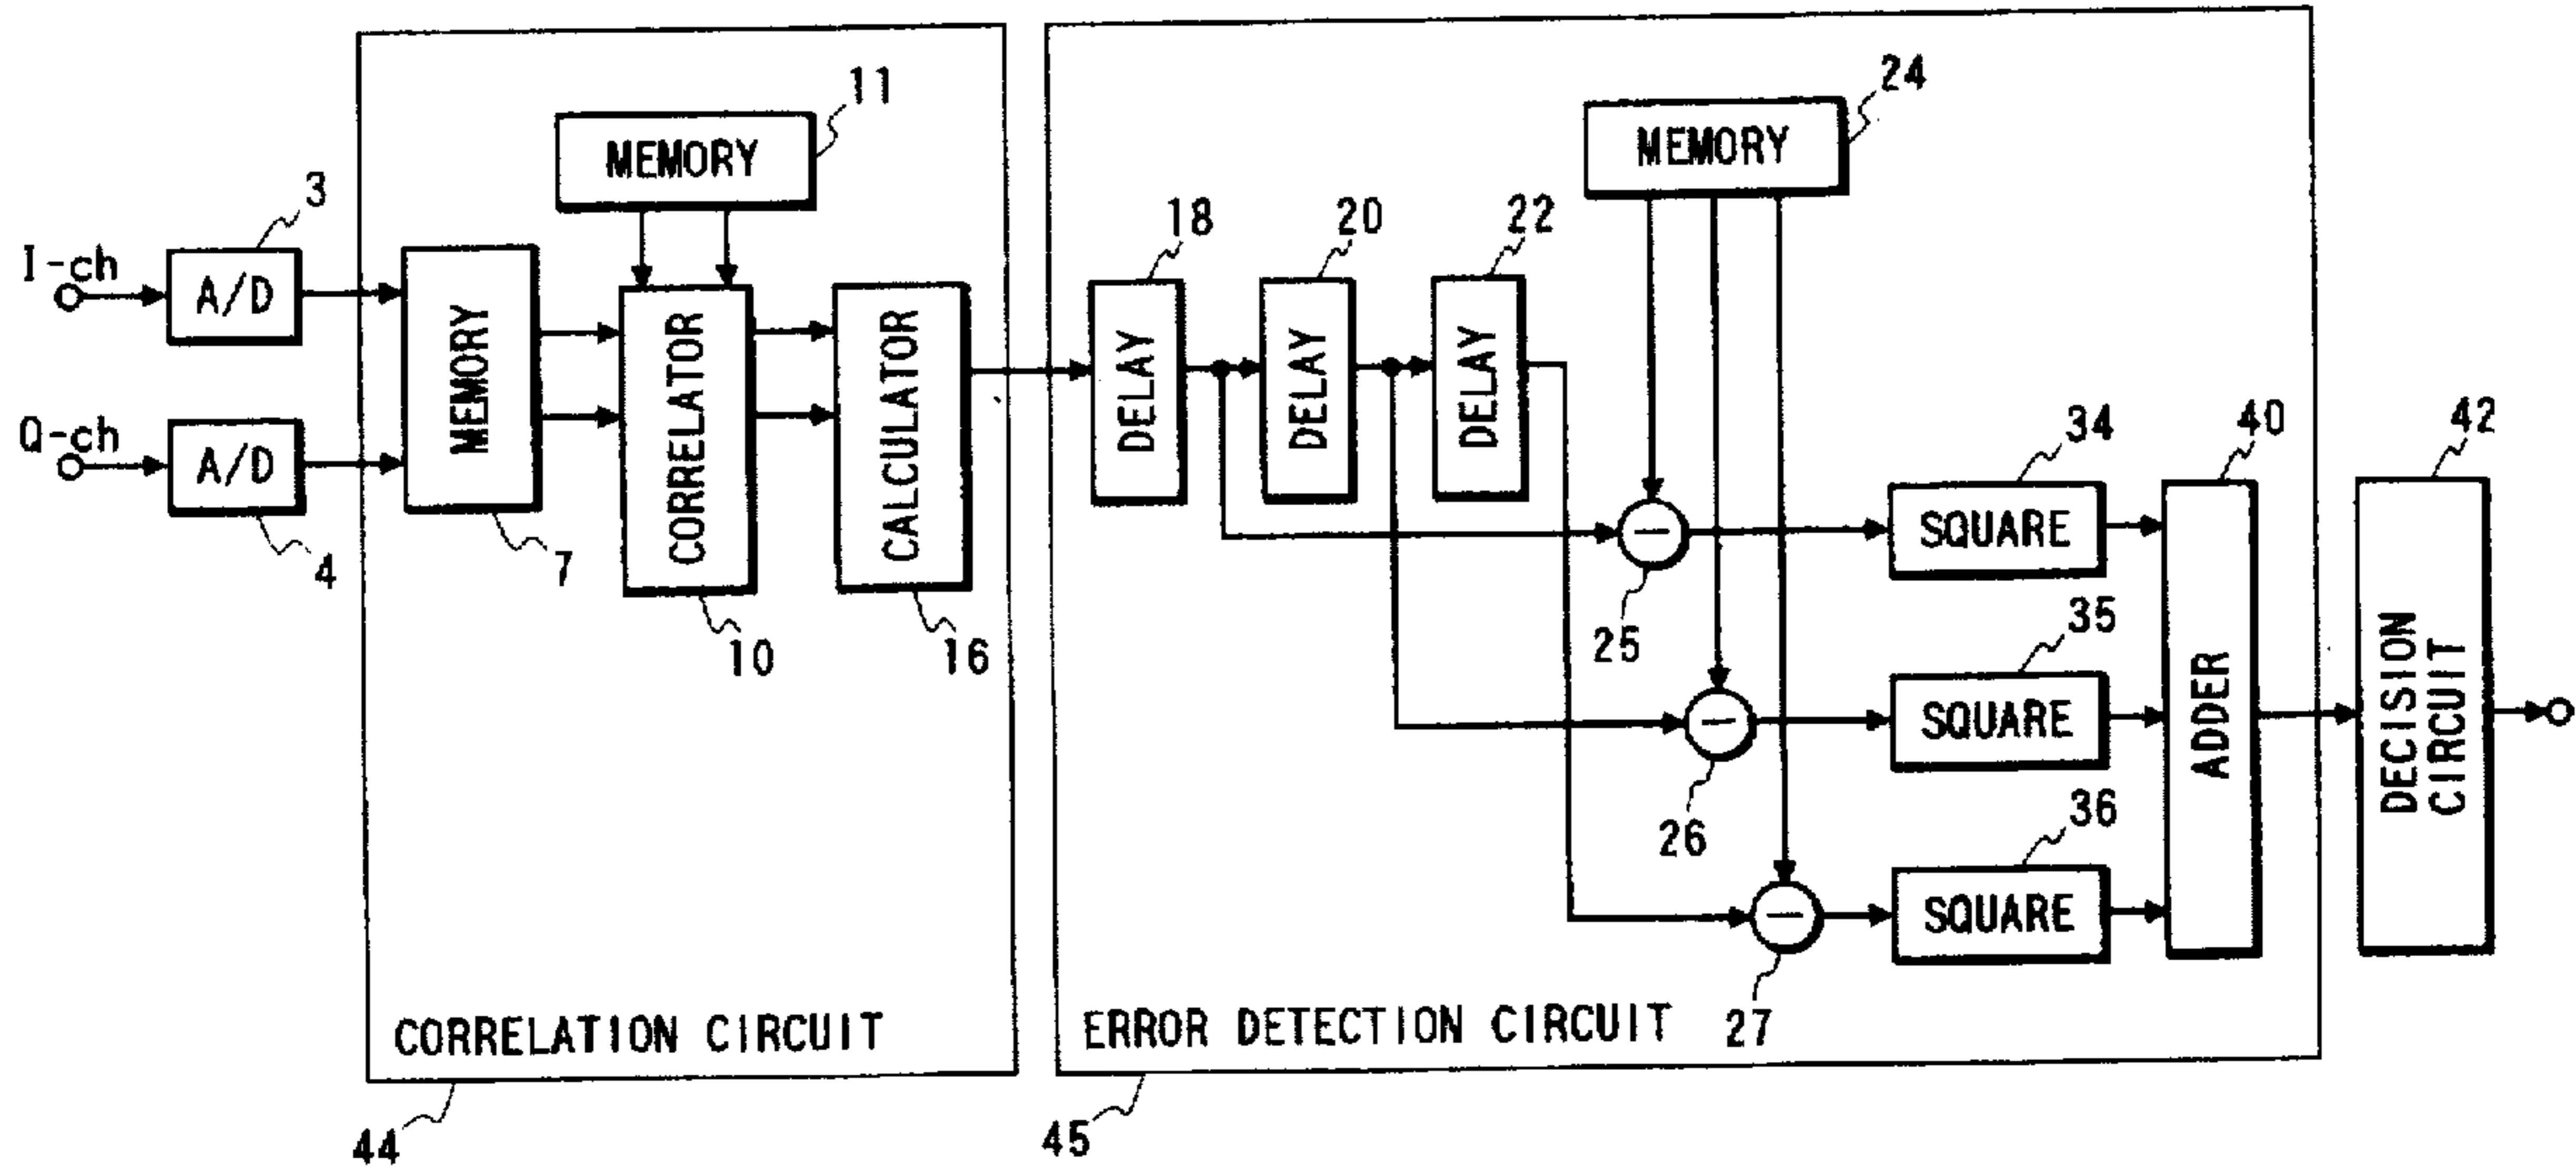 I-ch
3
A/D
Q-ch
A/D
4
MEMORY
7
MEMORY
11
CORRELATOR
10
CALCULATOR
16
CORRELATION CIRCUIT
44
DELAY
18
DELAY
20
DELAY
22
MEMORY
24
−
25
−
26
−
27
SQUARE
34
SQUARE
35
SQUARE
36
ADDER
40
ERROR DETECTION CIRCUIT
45
DECISION
CIRCUIT
42